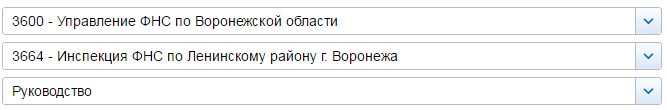 3600 - Управление ФНС по Воронежской области
3664 - Инспекция ФНС по Ленинскому району г. Воронежа
Руководство